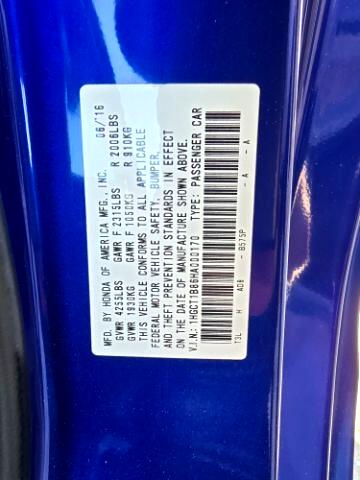 MFD. BY HONDA OF AMERICA MFG., INC. 06/16
GVWR 4255LBS GAWR F 2315LBS R 2006LBS
GVWR 1930KG GAWR F 1050KG R 910KG
THIS VEHICLE CONFORMS TO ALL APPLICABLE
FEDERAL MOTOR VEHICLE SAFETY, BUMPER,
AND THEFT PREVENTION STANDARDS IN EFFECT
ON THE DATE OF MANUFACTURE SHOWN ABOVE.
V.I.N.: 1HGCT1B86HA000170 TYPE: PASSENGER CAR
T3L H AD8 - B575P - A - A